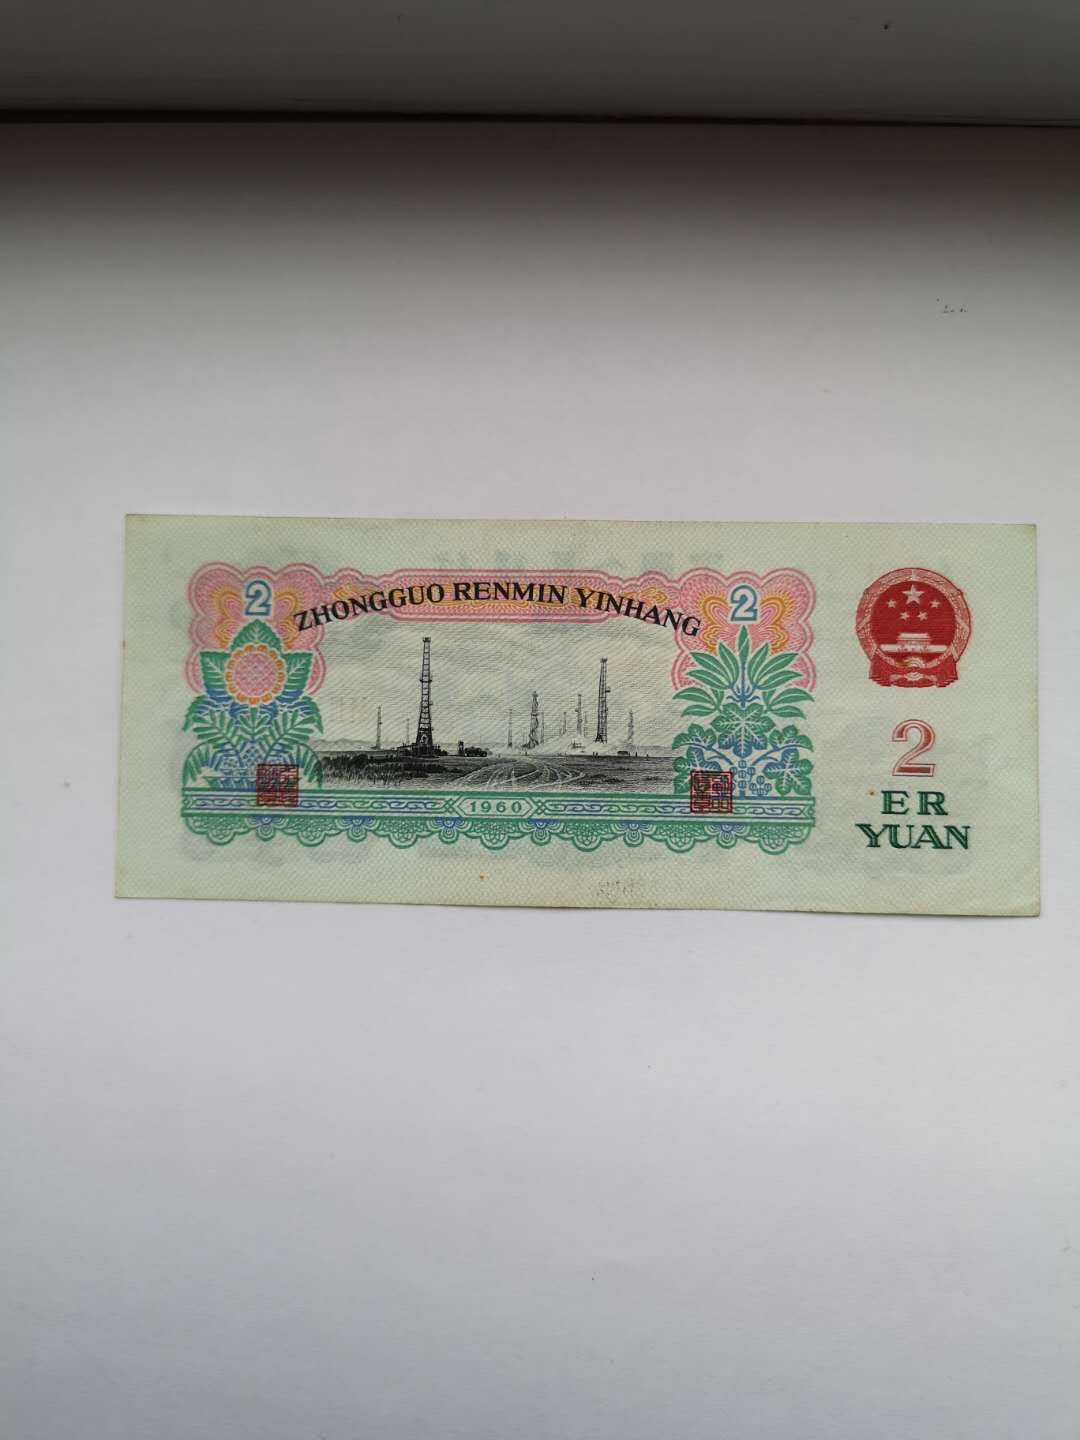 2
2
ZHONGGUO RENMIN YINHANG
1960
2
ER
YUAN